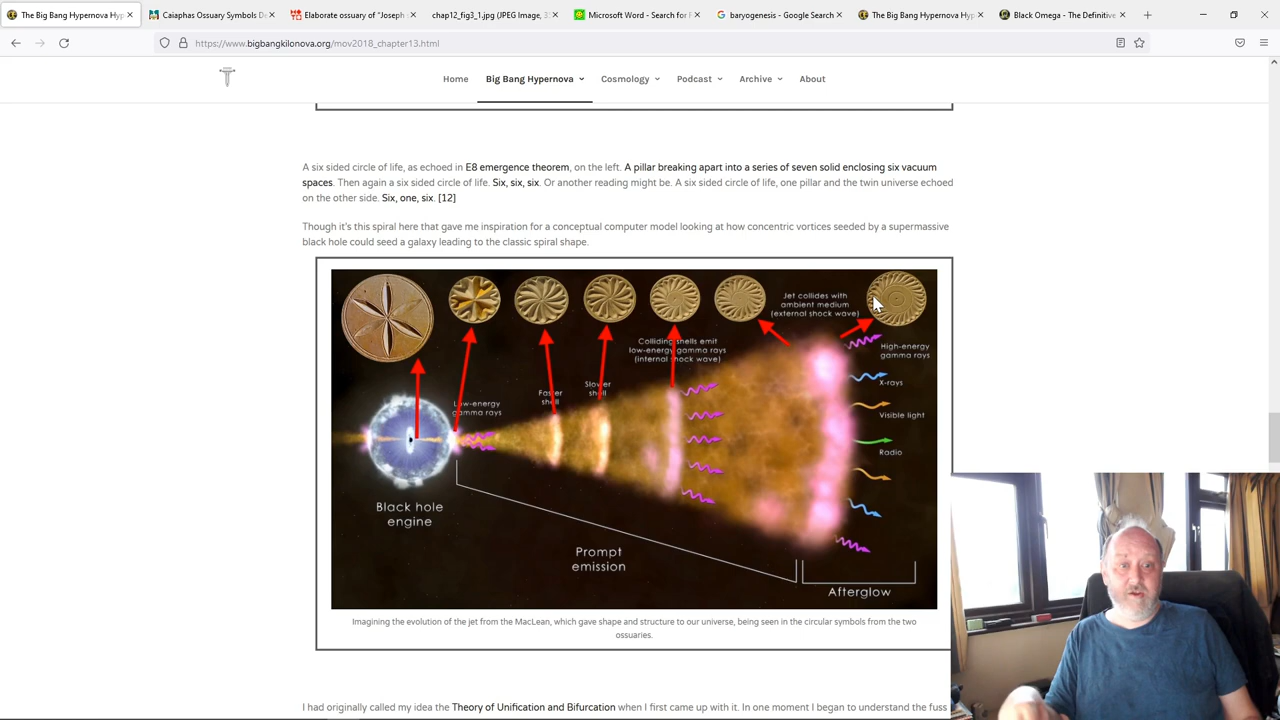 The Big Bang Hypernova Hyp
Caiaphas Ossuary Symbols De
Elaborate ossuary of "Joseph
chap12_fig3_1.jpg (JPEG Image, 3
Microsoft Word - Search for P
baryogenesis - Google Search
The Big Bang Hypernova Hyp
Black Omega - The Definitive
https://www.bigbangkilonova.org/mov2018_chapter13.html
Home Big Bang Hypernova Cosmology Podcast Archive About
A six sided circle of life, as echoed in E8 emergence theorem, on the left. A pillar breaking apart into a series of seven solid enclosing six vacuum
spaces. Then again a six sided circle of life. Six, six, six. Or another reading might be. A six sided circle of life, one pillar and the twin universe echoed
on the other side. Six, one, six. [12]
Though it's this spiral here that gave me inspiration for a conceptual computer model looking at how concentric vortices seeded by a supermassive
black hole could seed a galaxy leading to the classic spiral shape.
Jet collides with
ambient medium
(external shock wave)
Colliding shells emit
low-energy gamma rays
(internal shock wave)
High-energy
gamma rays
Slower
shell
X-rays
Faster
shell
Low-energy
gamma rays
Visible light
Radio
Black hole
engine
Prompt
emission
Afterglow
Imagining the evolution of the jet from the MacLean, which gave shape and structure to our universe, being seen in the circular symbols from the two
ossuaries.
I had originally called my idea the Theory of Unification and Bifurcation when I first came up with it. In one moment I began to understand the fuss